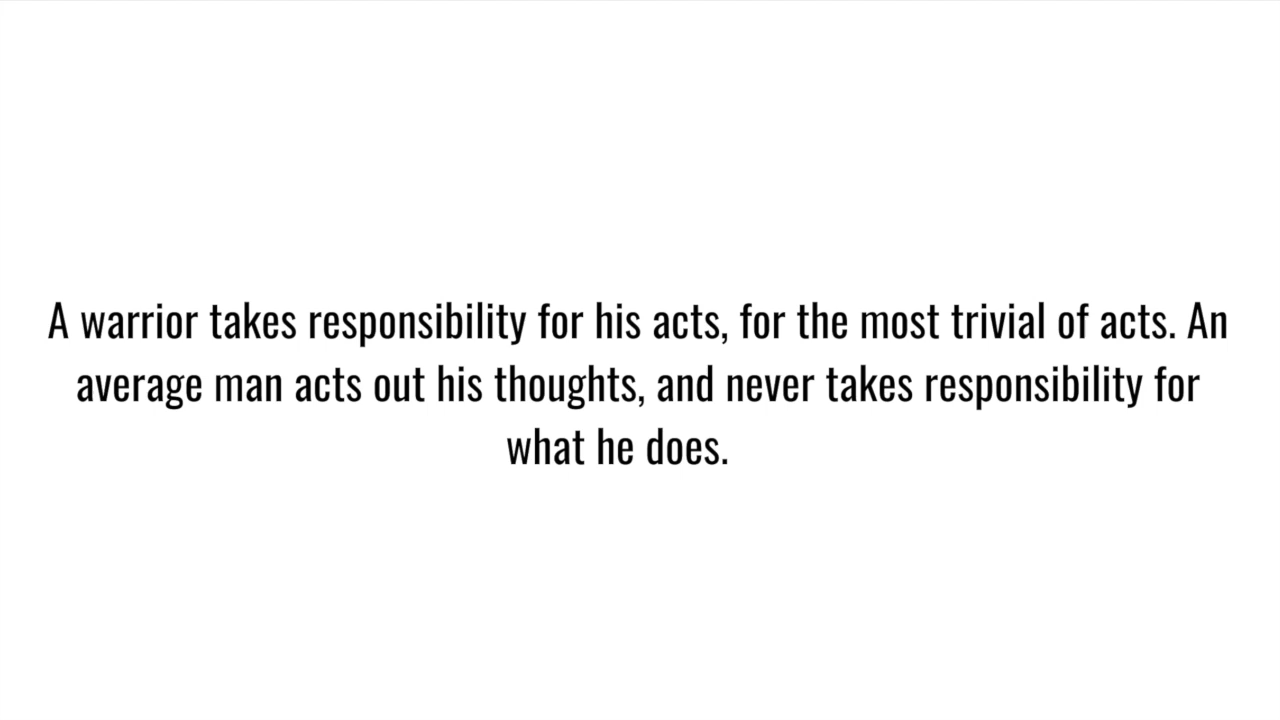 A warrior takes responsibility for his acts, for the most trivial of acts. An
average man acts out his thoughts, and never takes responsibility for
what he does.